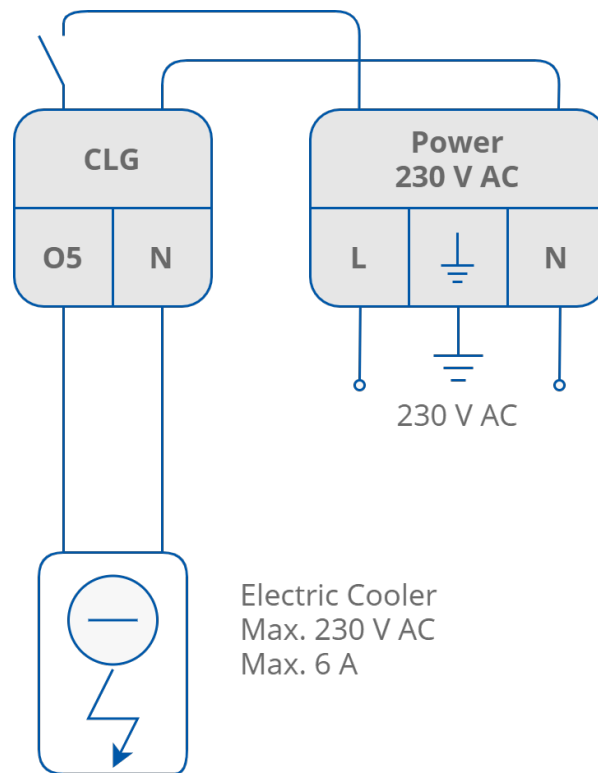 CLG
Power
230 V AC
O5
N
L
N
230 V AC
Electric Cooler
Max. 230 V AC
Max. 6 A